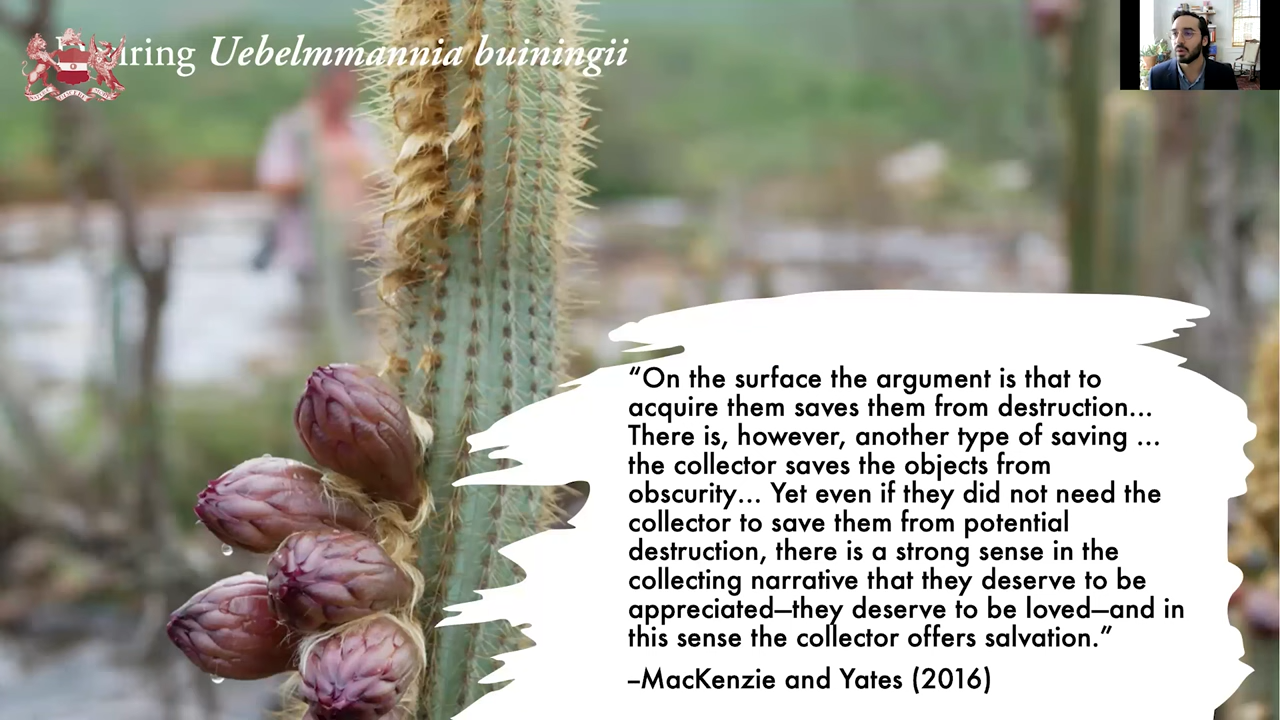 iring Uebelmmannia buiningii
“On the surface the argument is that to
acquire them saves them from destruction...
There is, however, another type of saving ...
the collector saves the objects from
obscurity... Yet even if they did not need the
collector to save them from potential
destruction, there is a strong sense in the
collecting narrative that they deserve to be
appreciated—they deserve to be loved—and in
this sense the collector offers salvation.”
–MacKenzie and Yates (2016)